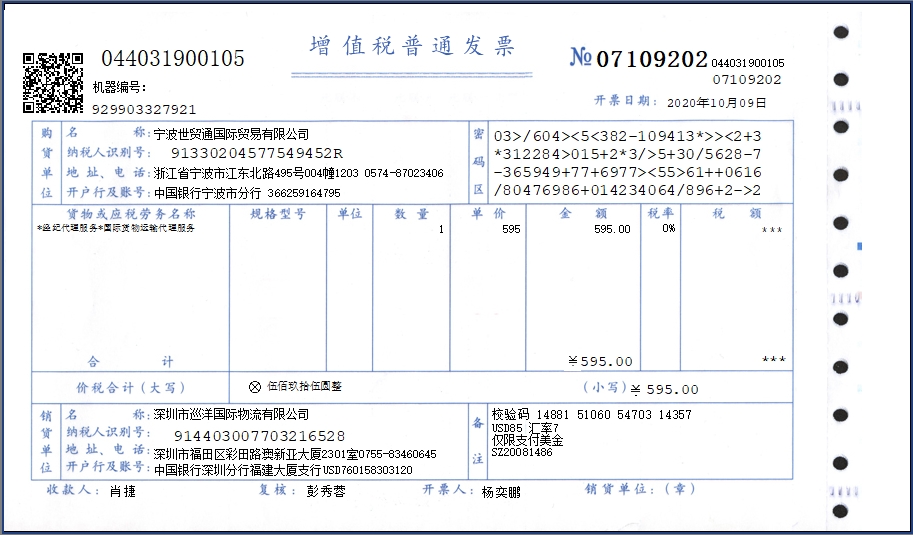 增值税普通发票
044031900105
№ 07109202 044031900105
07109202
机器编号:
929903327921
开票日期: 2020年10月09日
购货单位
名 称: 宁波世贸通国际贸易有限公司
纳税人识别号: 91330204577549452R
地 址、电 话: 浙江省宁波市江东北路495号004幢1203 0574-87023406
开户行及账号: 中国银行宁波市分行 366259164795
密码区
03>/604><5<382-109413*>><2+3
*312284>015+2*3/>5+30/5628-7
-365949+77+6977><55>61++0616
/80476986+014234064/896+2->2
货物或应税劳务名称 规格型号 单位 数 量 单 价 金 额 税率 税 额
*经纪代理服务*国际货物运输代理服务 1 595 595.00 0% ***
合 计 ¥595.00 ***
价税合计(大写) ⊗ 伍佰玖拾伍圆整 (小写) ¥ 595.00
销货单位
名 称: 深圳市巡洋国际物流有限公司
纳税人识别号: 914403007703216528
地 址、电 话: 深圳市福田区彩田路澳新亚大厦2301室0755-83460645
开户行及账号: 中国银行深圳分行福建大厦支行USD760158303120
备注
校验码 14881 51060 54703 14357
USD85 汇率7
仅限支付美金
SZ20081486
收款人: 肖捷 复核: 彭秀蓉 开票人: 杨奕鹏 销货单位:(章)